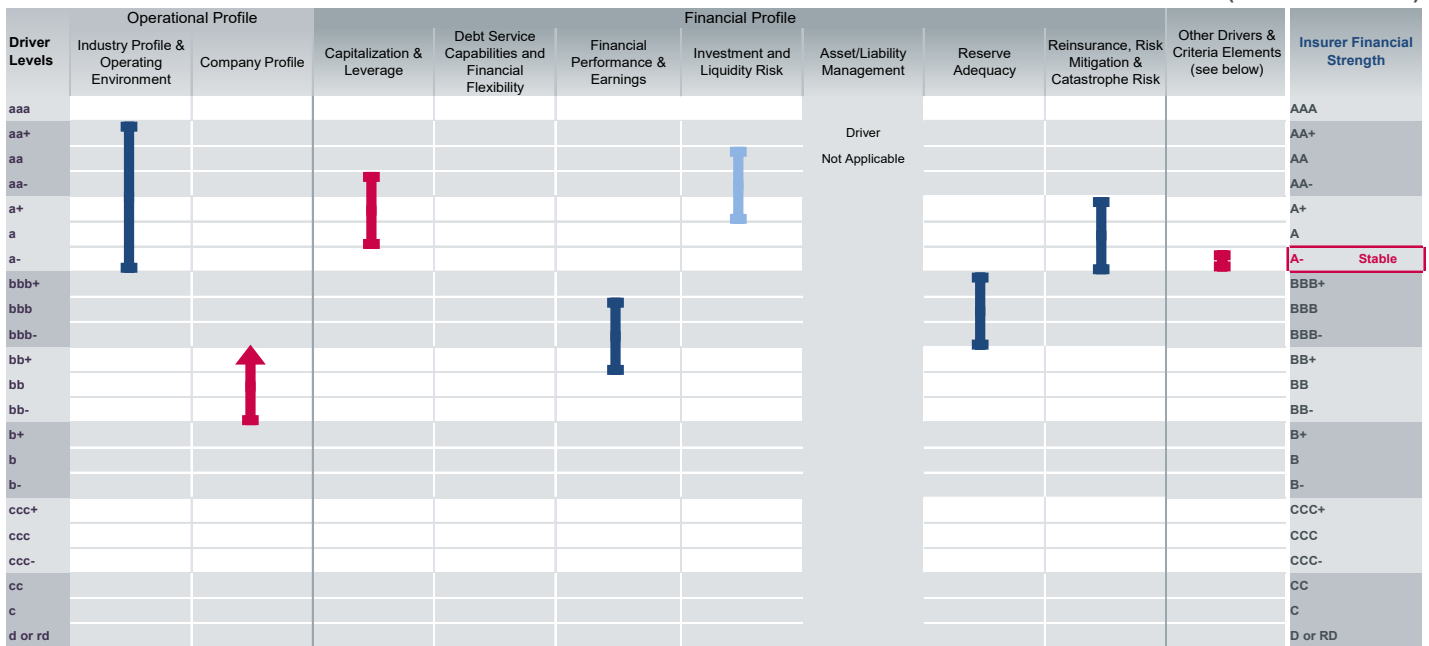 Operational Profile
Financial Profile
Driver
Levels
Industry Profile &
Operating
Environment
Company Profile
Capitalization &
Leverage
Debt Service
Capabilities and
Financial
Flexibility
Financial
Performance &
Earnings
Investment and
Liquidity Risk
Asset/Liability
Management
Reserve
Adequacy
Reinsurance, Risk
Mitigation &
Catastrophe Risk
Other Drivers &
Criteria Elements
(see below)
Insurer Financial
Strength
aaa AAA
aa+ Driver AA+
aa Not Applicable AA
aa- AA-
a+ A+
a A
a- A- Stable
bbb+ BBB+
bbb BBB
bbb- BBB-
bb+ BB+
bb BB
bb- BB-
b+ B+
b B
b- B-
ccc+ CCC+
ccc CCC
ccc- CCC-
cc CC
c C
d or rd D or RD